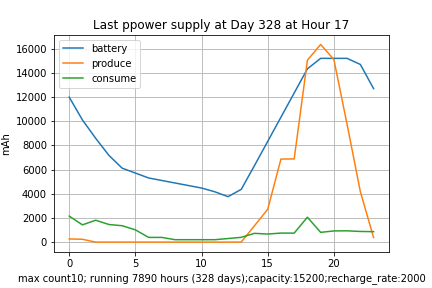 Last ppower supply at Day 328 at Hour 17
battery
produce
consume
mAh
16000
14000
12000
10000
8000
6000
4000
2000
0
0 5 10 15 20
max count10; running 7890 hours (328 days);capacity:15200;recharge_rate:2000